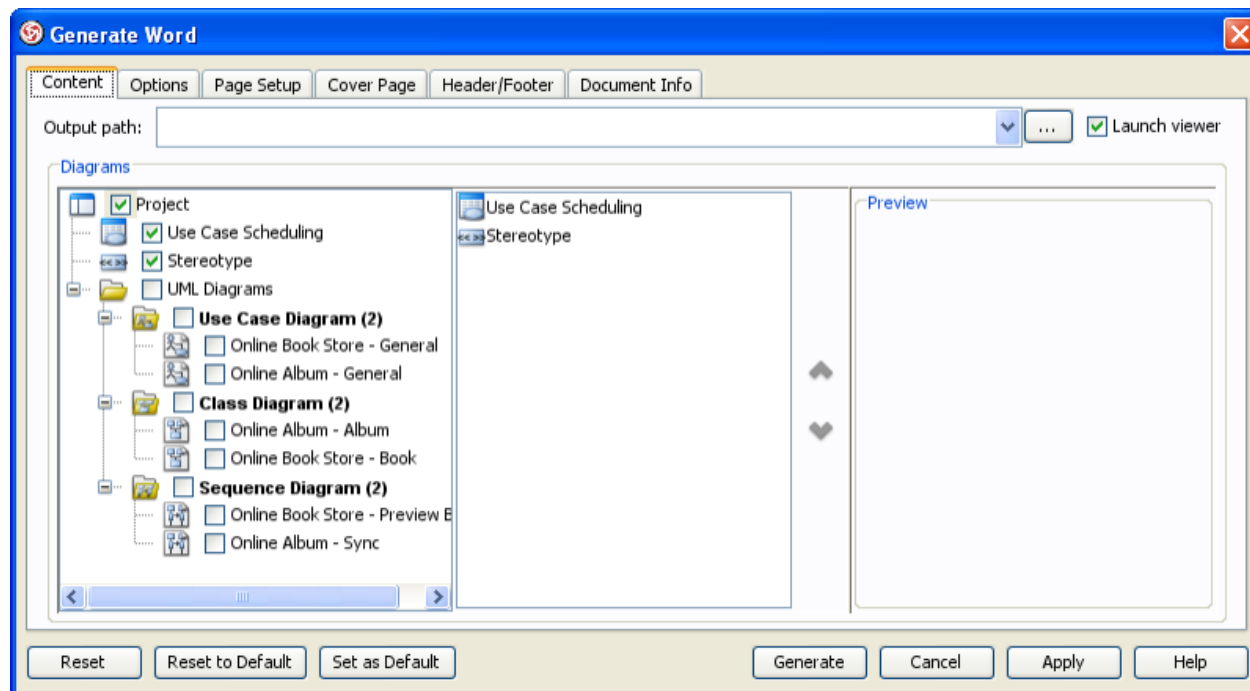 Generate Word
Content Options Page Setup Cover Page Header/Footer Document Info
Output path: ... Launch viewer
Diagrams
Project
Use Case Scheduling
Stereotype
UML Diagrams
Use Case Diagram (2)
Online Book Store - General
Online Album - General
Class Diagram (2)
Online Album - Album
Online Book Store - Book
Sequence Diagram (2)
Online Book Store - Preview B
Online Album - Sync
Use Case Scheduling
Stereotype
Preview
Reset Reset to Default Set as Default Generate Cancel Apply Help